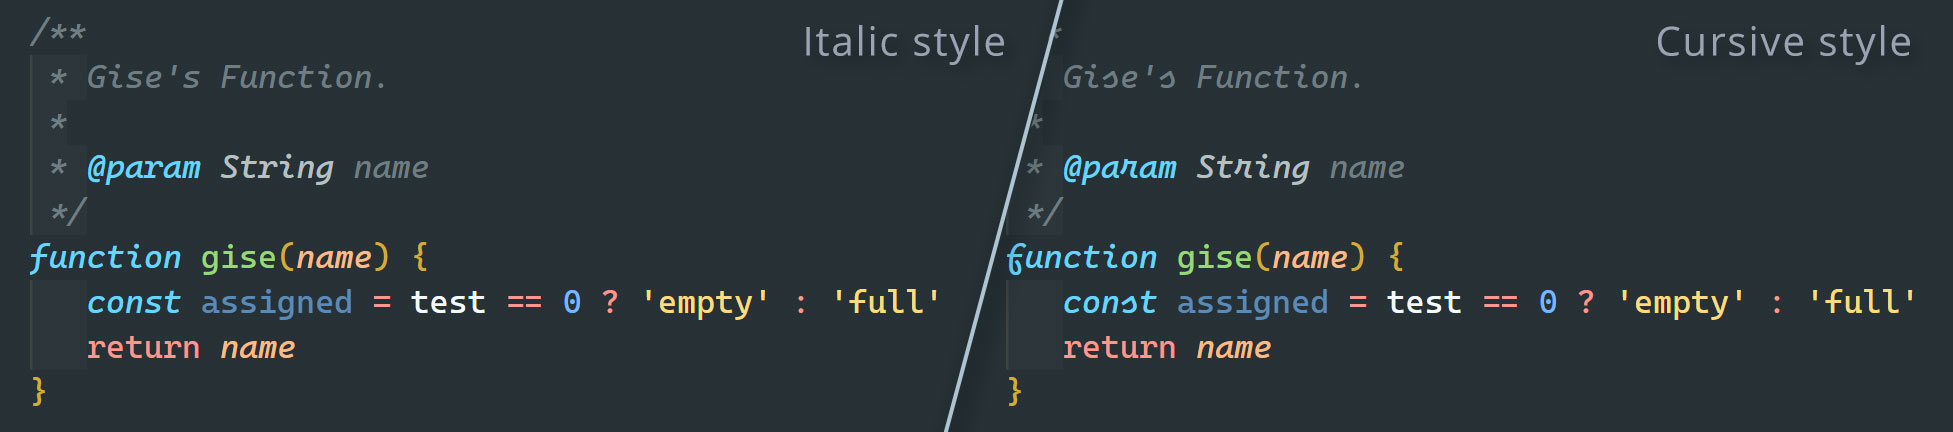 Italic style
/**
 * Gise's Function.
 *
 * @param String name
 */
function gise(name) {
   const assigned = test == 0 ? 'empty' : 'full'
   return name
}
Cursive style
*
Gise's Function.
*
* @param String name
*/
function gise(name) {
   const assigned = test == 0 ? 'empty' : 'full'
   return name
}